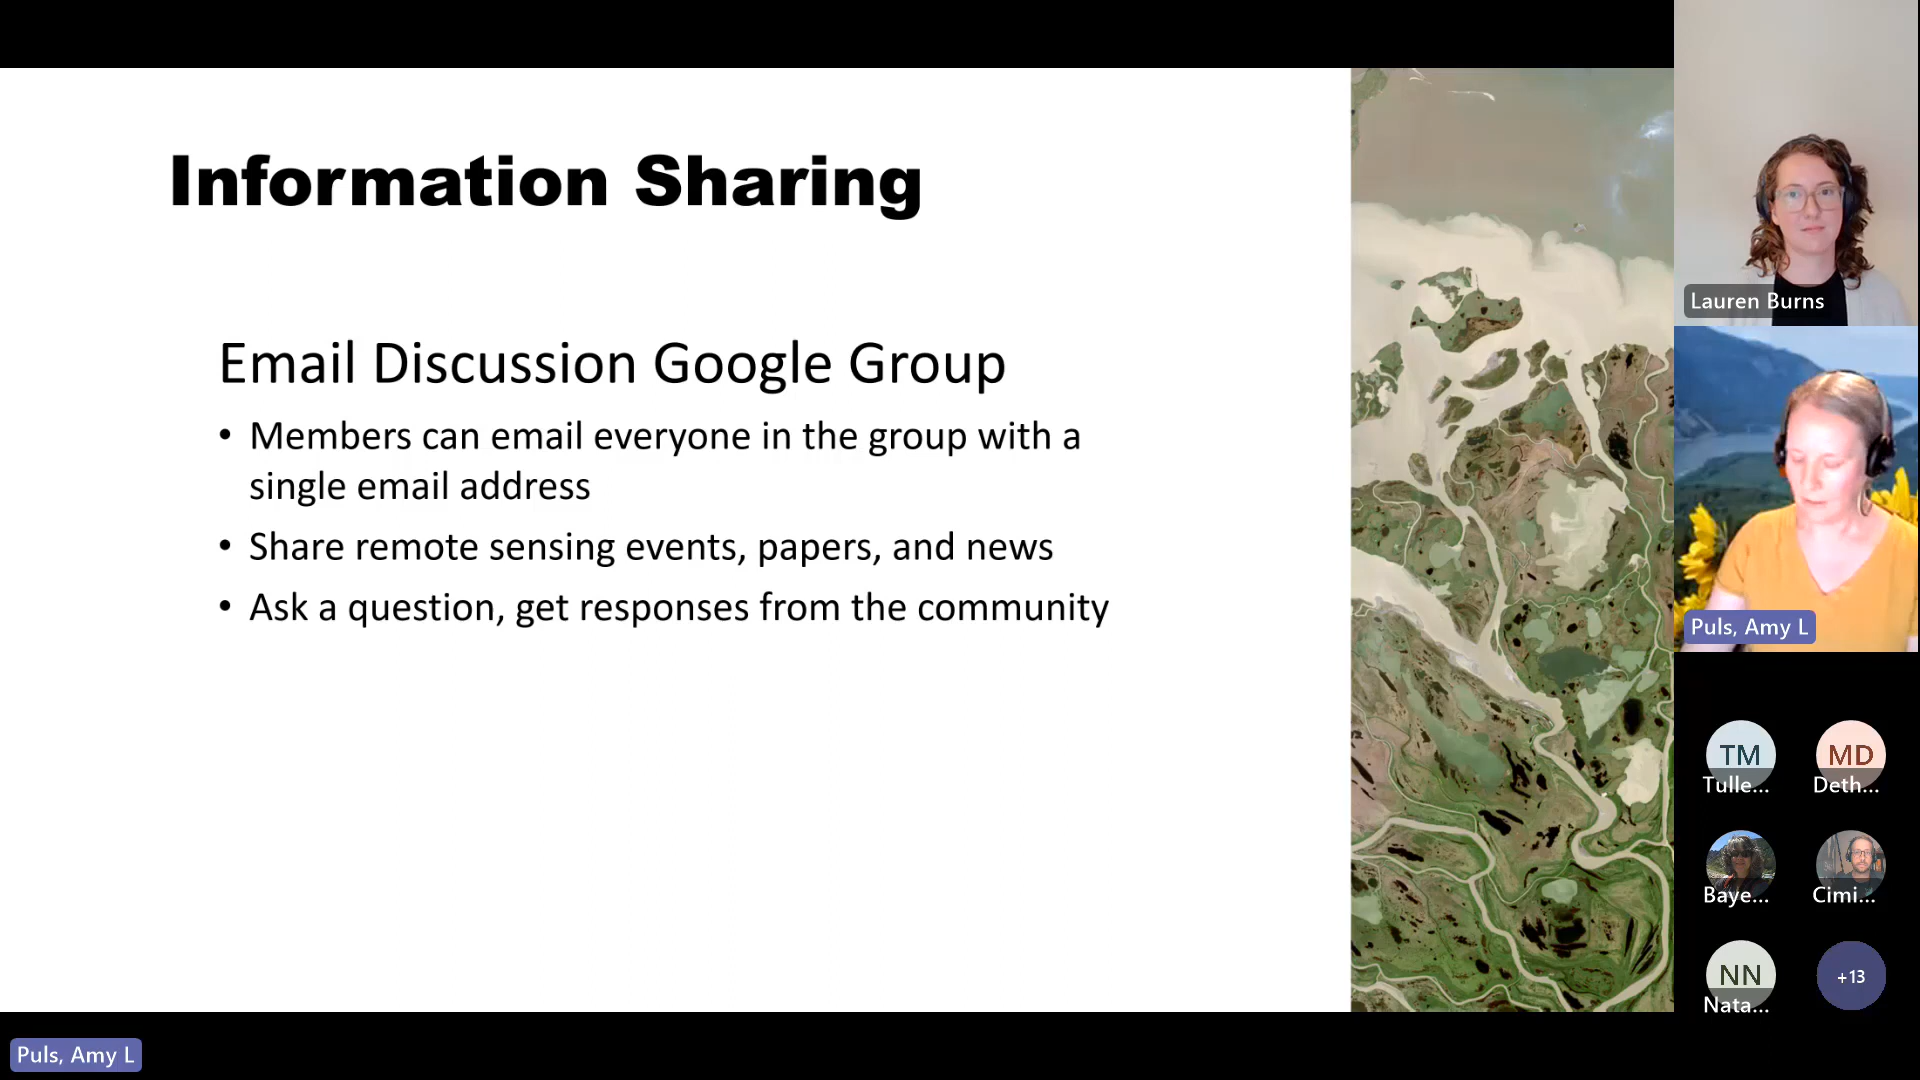 Information Sharing
Email Discussion Google Group
• Members can email everyone in the group with a
single email address
• Share remote sensing events, papers, and news
• Ask a question, get responses from the community
Lauren Burns
Puls, Amy L
TM
Tulle...
MD
Deth...
Baye...
Cimi...
NN
Nata...
+13
Puls, Amy L